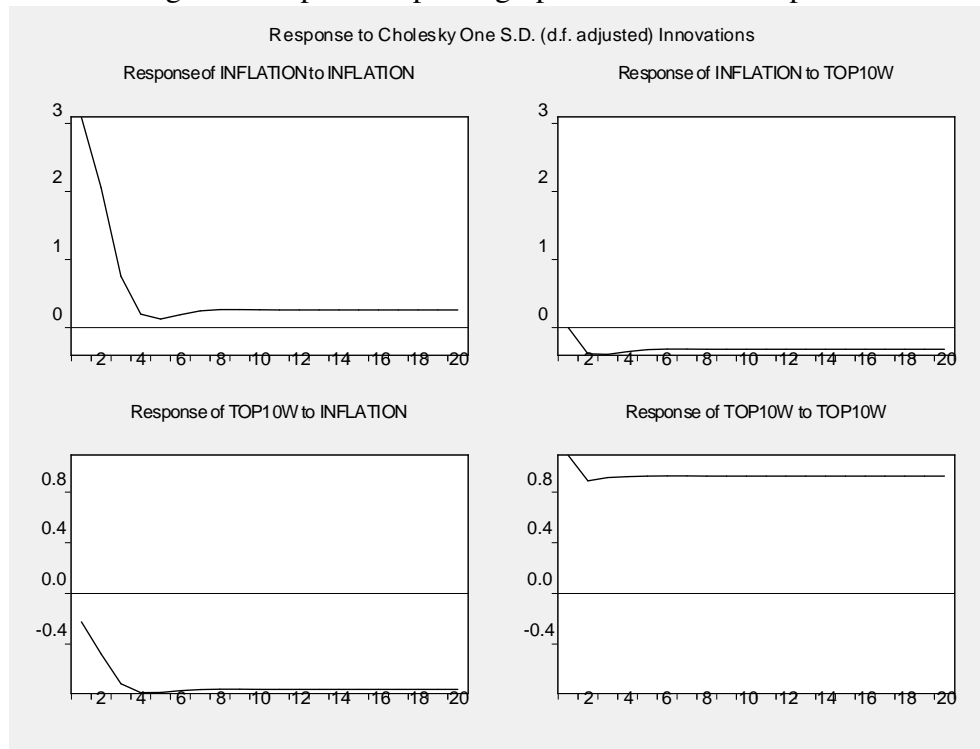 Response to Cholesky One S.D. (d.f. adjusted) Innovations
Response of INFLATION to INFLATION
3
2
1
0
2 4 6 8 10 12 14 16 18 20
Response of INFLATION to TOP10W
3
2
1
0
2 4 6 8 10 12 14 16 18 20
Response of TOP10W to INFLATION
0.8
0.4
0.0
-0.4
2 4 6 8 10 12 14 16 18 20
Response of TOP10W to TOP10W
0.8
0.4
0.0
-0.4
2 4 6 8 10 12 14 16 18 20